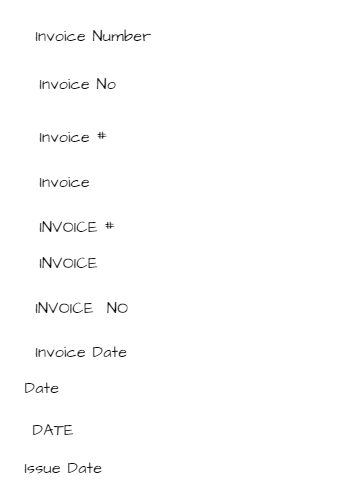 Invoice Number
Invoice No
Invoice #
Invoice
INVOICE #
INVOICE
INVOICE NO
Invoice Date
Date
DATE
Issue Date